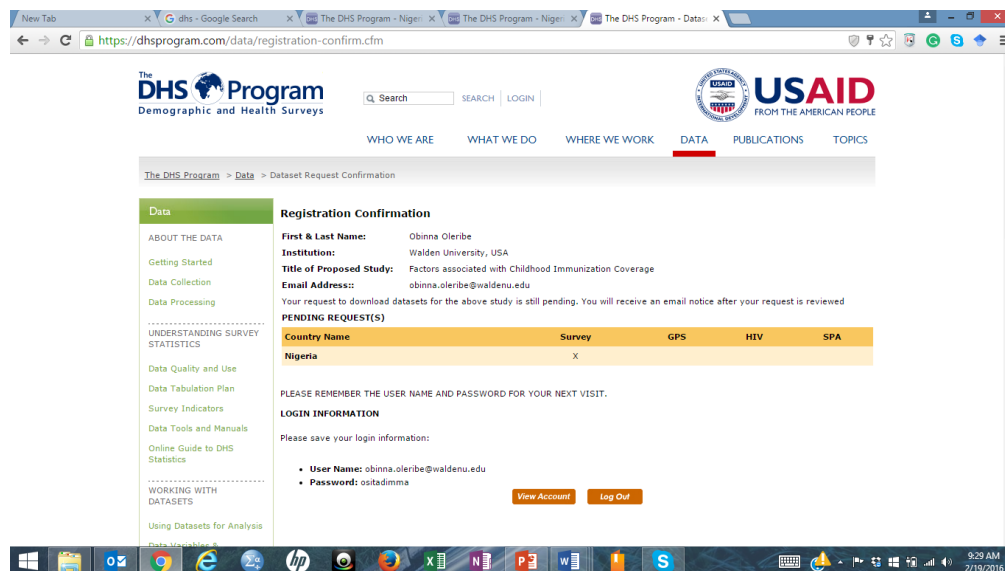 New Tab
dhs - Google Search
The DHS Program - Niger
The DHS Program - Niger
The DHS Program - Datas
https://dhsprogram.com/data/registration-confirm.cfm
The
DHS Program
Demographic and Health Surveys
Search
SEARCH
LOGIN
USAID
USAID
FROM THE AMERICAN PEOPLE
WHO WE ARE
WHAT WE DO
WHERE WE WORK
DATA
PUBLICATIONS
TOPICS
The DHS Program > Data > Dataset Request Confirmation
Data
ABOUT THE DATA
Getting Started
Data Collection
Data Processing
UNDERSTANDING SURVEY
STATISTICS
Data Quality and Use
Data Tabulation Plan
Survey Indicators
Data Tools and Manuals
Online Guide to DHS
Statistics
WORKING WITH
DATASETS
Using Datasets for Analysis
Data Variables &
Registration Confirmation
First & Last Name: Obinna Oleribe
Institution: Walden University, USA
Title of Proposed Study: Factors associated with Childhood Immunization Coverage
Email Address:: obinna.oleribe@waldenu.edu
Your request to download datasets for the above study is still pending. You will receive an email notice after your request is reviewed
PENDING REQUEST(S)
Country Name Survey GPS HIV SPA
Nigeria X
PLEASE REMEMBER THE USER NAME AND PASSWORD FOR YOUR NEXT VISIT.
LOGIN INFORMATION
Please save your login information:
• User Name: obinna.oleribe@waldenu.edu
• Password: ositadimma
View Account
Log Out
9:29 AM
2/19/2016